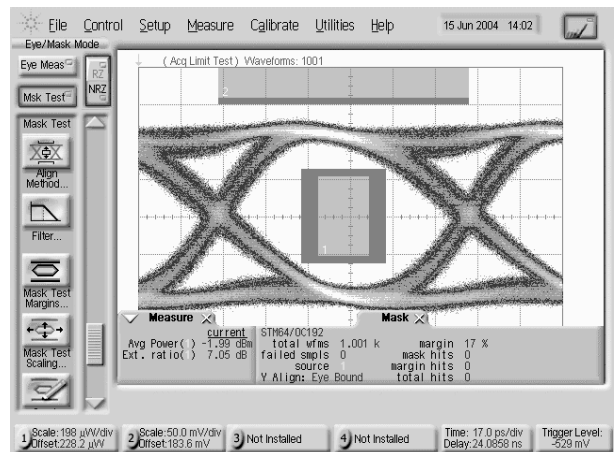 File Control Setup Measure Calibrate Utilities Help 15 Jun 2004 14:02
Eye/Mask Mode
Eye Meas
RZ
NRZ
Msk Test
( Acq Limit Test ) Waveforms: 1001
2
Mask Test
Align
Method...
Filter...
Mask Test
Margins...
Mask Test
Scaling...
1
Measure
current
Avg Power( ) -1.99 dBm
Ext. ratio( ) 7.05 dB
Mask
STM64/OC192
total wfms 1.001 k margin 17 %
failed smpls 0 mask hits 0
source 1 margin hits 0
Y Align: Eye Bound total hits 0
1 Scale: 198 µW/div
Offset:228.2 µW
2 Scale:50.0 mV/div
Offset:183.6 mV
3 Not Installed
4 Not Installed
Time: 17.0 ps/div
Delay:24.0858 ns
Trigger Level:
-529 mV